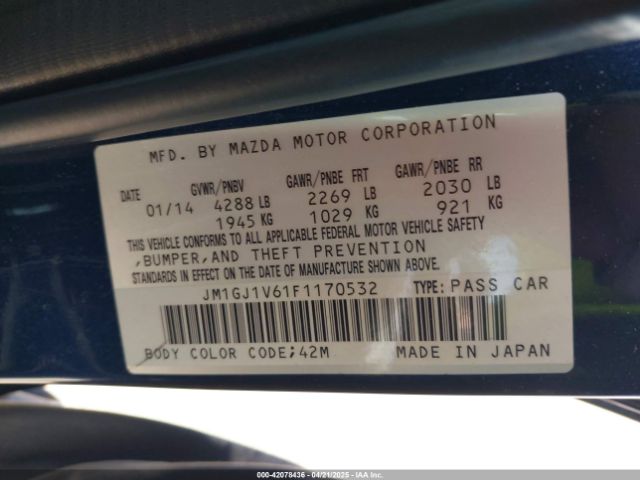 MFD. BY MAZDA MOTOR CORPORATION
DATE GVWR/PNBV GAWR/PNBE FRT GAWR/PNBE RR
01/14 4288 LB 2269 LB 2030 LB
1945 KG 1029 KG 921 KG
THIS VEHICLE CONFORMS TO ALL APPLICABLE FEDERAL MOTOR VEHICLE SAFETY
,BUMPER,AND THEFT PREVENTION
STANDARDS IN EFFECT ON THE DATE OF MANUFACTURE SHOWN ABOVE.
JM1GJ1V61F1170532 TYPE: PASS CAR
BODY COLOR CODE;42M MADE IN JAPAN
000-42078436 - 04/21/2025 - IAA Inc.